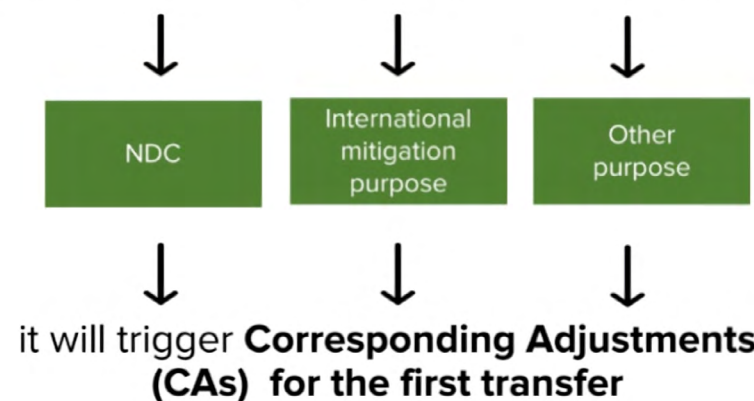 NDC
International
mitigation
purpose
Other
purpose
it will trigger Corresponding Adjustments
(CAs) for the first transfer